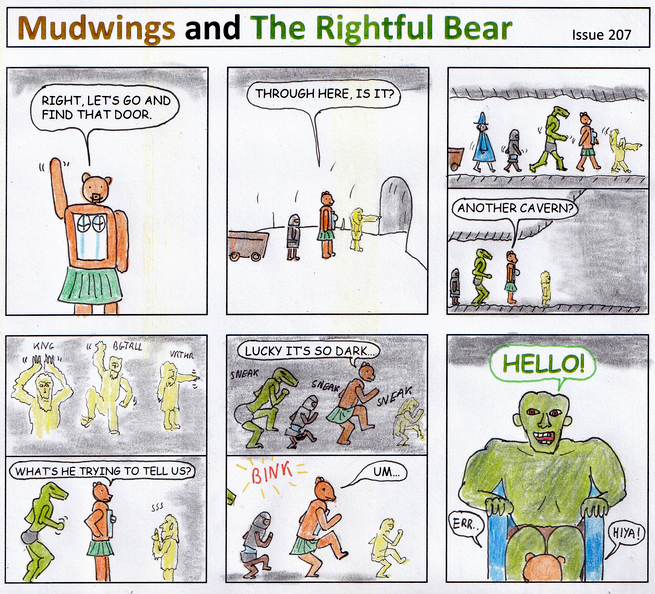 Mudwings and The Rightful Bear
Issue 207
RIGHT, LET'S GO AND
FIND THAT DOOR.
THROUGH HERE, IS IT?
ANOTHER CAVERN?
KNG
BGTRLL
VRTHR
WHAT'S HE TRYING TO TELL US?
SSS
LUCKY IT'S SO DARK...
SNEAK
SNEAK
SNEAK
BINK
UM...
HELLO!
ERR..
HIYA!